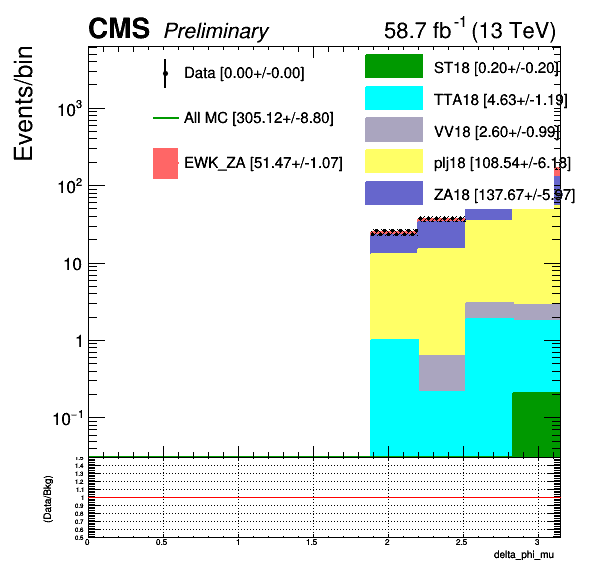 CMS Preliminary 58.7 fb⁻¹ (13 TeV)
Events/bin
Data [0.00+/-0.00]
All MC [305.12+/-8.80]
EWK_ZA [51.47+/-1.07]
ST18 [0.20+/-0.20]
TTA18 [4.63+/-1.19]
VV18 [2.60+/-0.99]
plj18 [108.54+/-6.18]
ZA18 [137.67+/-5.97]
10³
10²
10
1
10⁻¹
(Data/Bkg)
1.5
1.4
1.3
1.2
1.1
1
0.9
0.8
0.7
0.6
0.5
0 0.5 1 1.5 2 2.5 3
delta_phi_mu